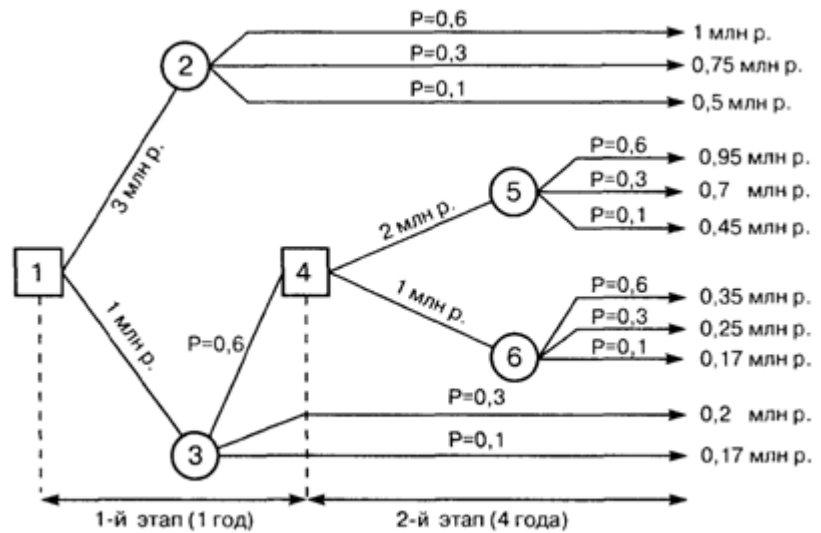 P=0,6
1 млн р.
2
P=0,3
0,75 млн р.
P=0,1
0,5 млн р.
3 млн р.
P=0,6
0,95 млн р.
5
P=0,3
0,7 млн р.
P=0,1
0,45 млн р.
2 млн р.
1
4
1 млн р.
1 млн р.
P=0,6
P=0,6
0,35 млн р.
P=0,3
0,25 млн р.
6
P=0,1
0,17 млн р.
P=0,3
0,2 млн р.
3
P=0,1
0,17 млн р.
1-й этап (1 год)
2-й этап (4 года)